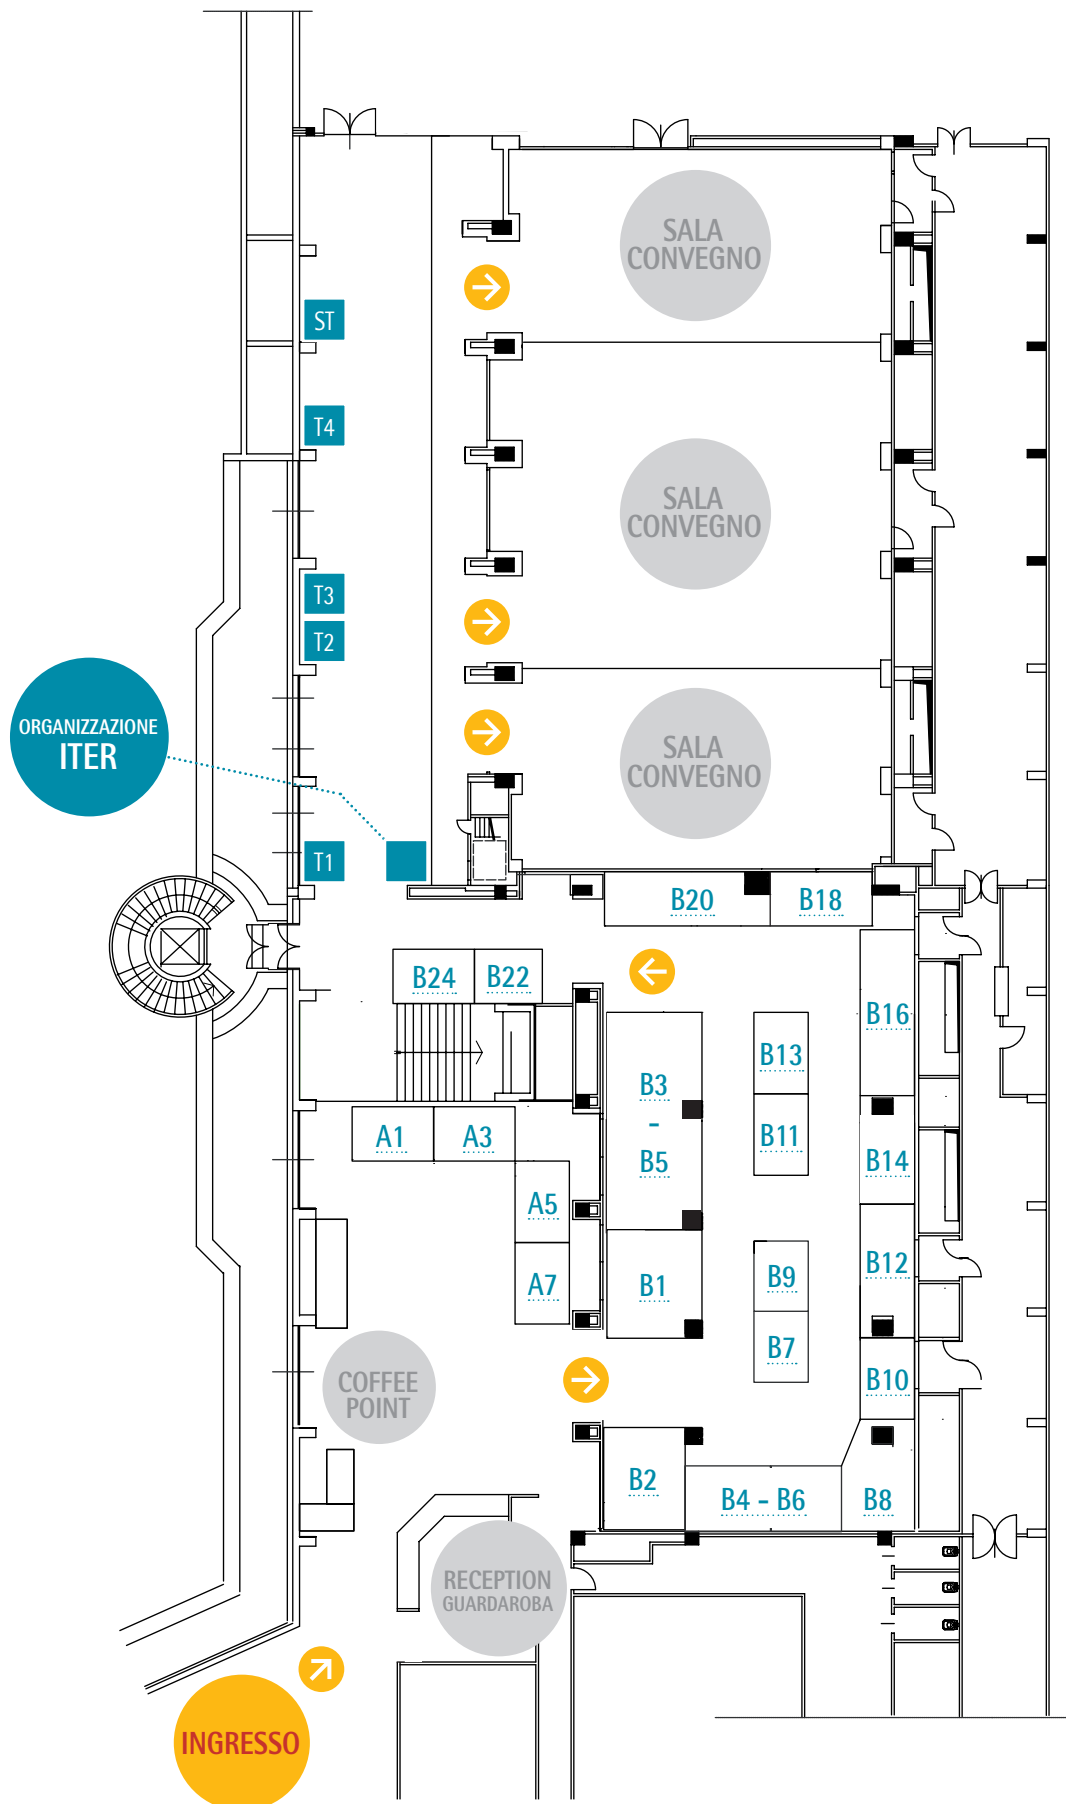 SALA
CONVEGNO
ST
T4
SALA
CONVEGNO
T3
T2
ORGANIZZAZIONE
ITER
SALA
CONVEGNO
T1
B20
B18
B24
B22
B16
B13
B3
-
B5
B11
A1
A3
B14
A5
B12
A7
B1
B9
B7
B10
COFFEE
POINT
B2
B4 - B6
B8
RECEPTION
GUARDAROBA
INGRESSO